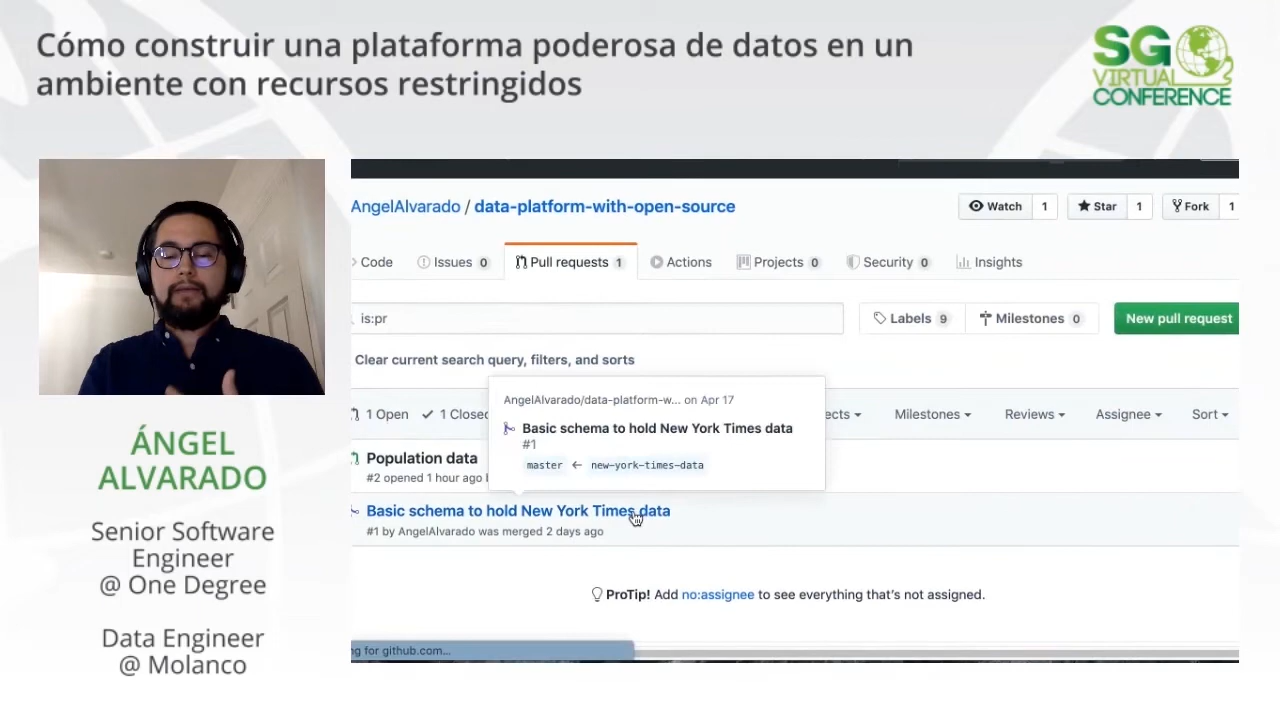 Cómo construir una plataforma poderosa de datos en un
ambiente con recursos restringidos
SG
VIRTUAL
CONFERENCE
AngelAlvarado / data-platform-with-open-source
Watch 1
Star 1
Fork 1
Code
Issues 0
Pull requests 1
Actions
Projects 0
Security 0
Insights
is:pr
Labels 9
Milestones 0
New pull request
Clear current search query, filters, and sorts
AngelAlvarado/data-platform-w... on Apr 17
Basic schema to hold New York Times data
#1
master ← new-york-times-data
1 Open
1 Closed
ects
Milestones
Reviews
Assignee
Sort
Population data
#2 opened 1 hour ago
Basic schema to hold New York Times data
#1 by AngelAlvarado was merged 2 days ago
ProTip! Add no:assignee to see everything that's not assigned.
ng for github.com...
ÁNGEL
ALVARADO
Senior Software
Engineer
@ One Degree
Data Engineer
@ Molanco